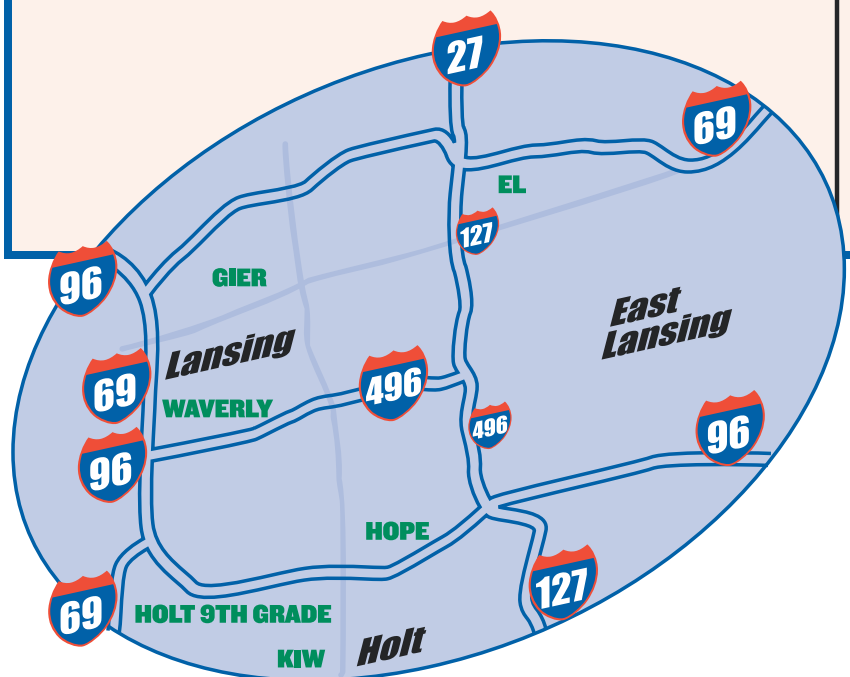 27
69
EL
127
GIER
96
East
Lansing
Lansing
69
496
WAVERLY
496
96
96
HOPE
127
69
HOLT 9TH GRADE
Holt
KIW